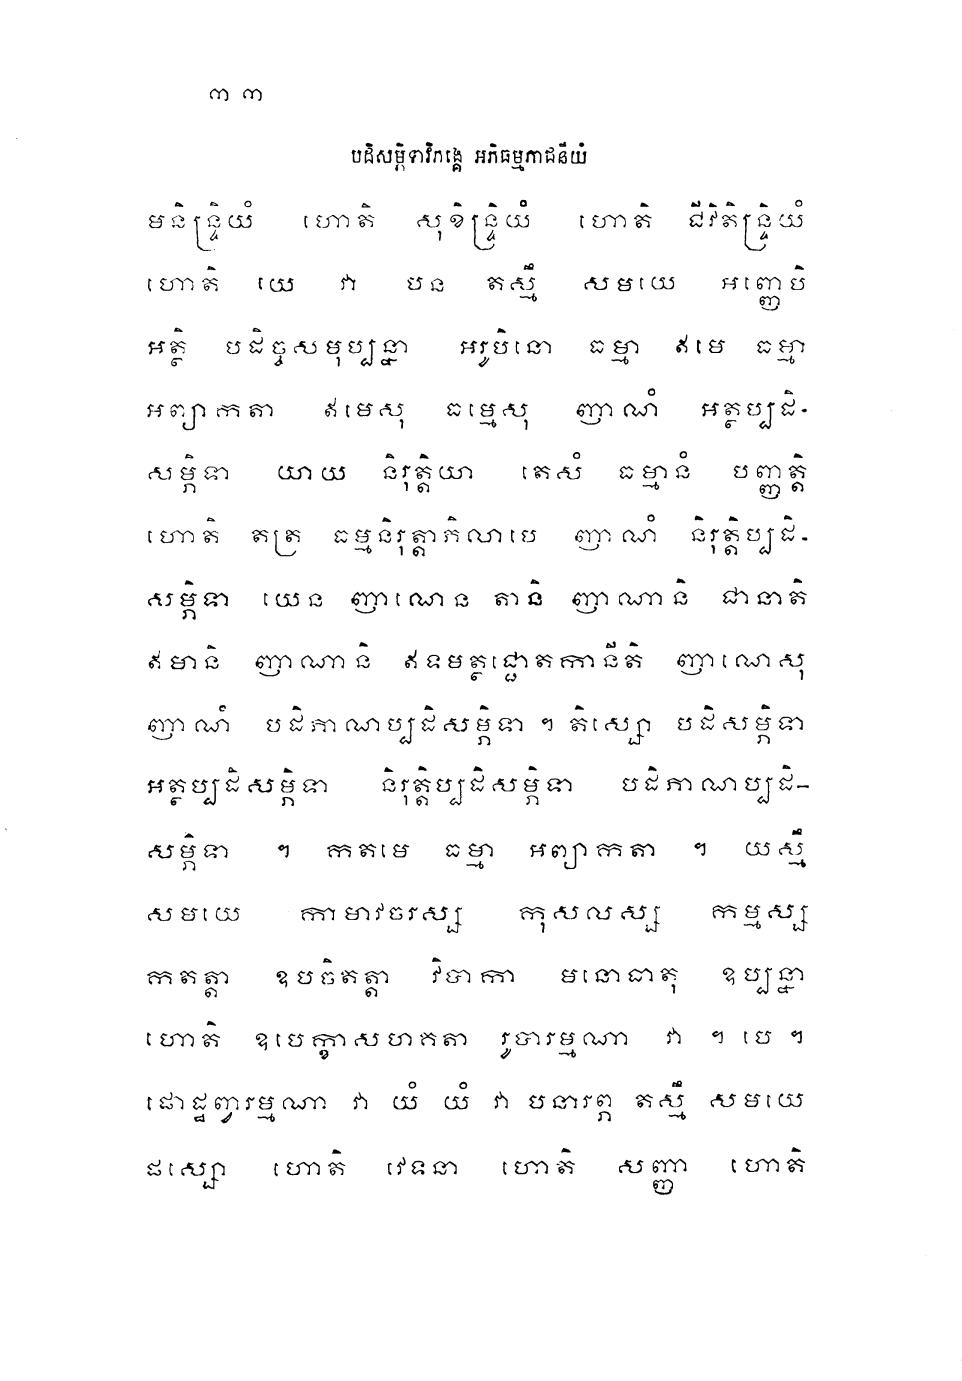 ៣៣
បដិសម្ភិទាវិភង្គេ អភិធម្មភាជនីយំ
មនិន្ទ្រិយំ ហោតិ សុខិន្ទ្រិយំ ហោតិ ជីវិតិន្ទ្រិយំ
ហោតិ យេ វា បន តស្មឹ សមយេ អញ្ញេបិ
អត្ថិ បដិច្ចសមុប្បន្នា អរូបិនោ ធម្មា ឥមេ ធម្មា
អព្យាកតា ឥមេសុ ធម្មេសុ ញាណំ អត្ថប្បដិ-
សម្ភិទា យាយ និរុត្តិយា តេសំ ធម្មានំ បញ្ញត្តិ
ហោតិ តត្រ ធម្មនិរុត្តាភិលាបេ ញាណំ និរុត្តិប្បដិ-
សម្ភិទា យេន ញាណេន តានិ ញាណានិ ជានាតិ
ឥមានិ ញាណានិ ឥទមត្ថជ្ជោតកានីតិ ញាណេសុ
ញាណំ បដិភាណប្បដិសម្ភិទា ។ តិស្សោ បដិសម្ភិទា
អត្ថប្បដិសម្ភិទា និរុត្តិប្បដិសម្ភិទា បដិភាណប្បដិ-
សម្ភិទា ។ កតមេ ធម្មា អព្យាកតា ។ យស្មឹ
សមយេ កាមាវចរស្ស កុសលស្ស កម្មស្ស
កតត្តា ឧបចិតត្តា វិបាកា មនោធាតុ ឧប្បន្នា
ហោតិ ឧបេក្ខាសហគតា រូបារម្មណា វា ។ បេ ។
ផោដ្ឋព្វារម្មណា វា យំ យំ វា បនារព្ភ តស្មឹ សមយេ
ផស្សោ ហោតិ វេទនា ហោតិ សញ្ញា ហោតិ